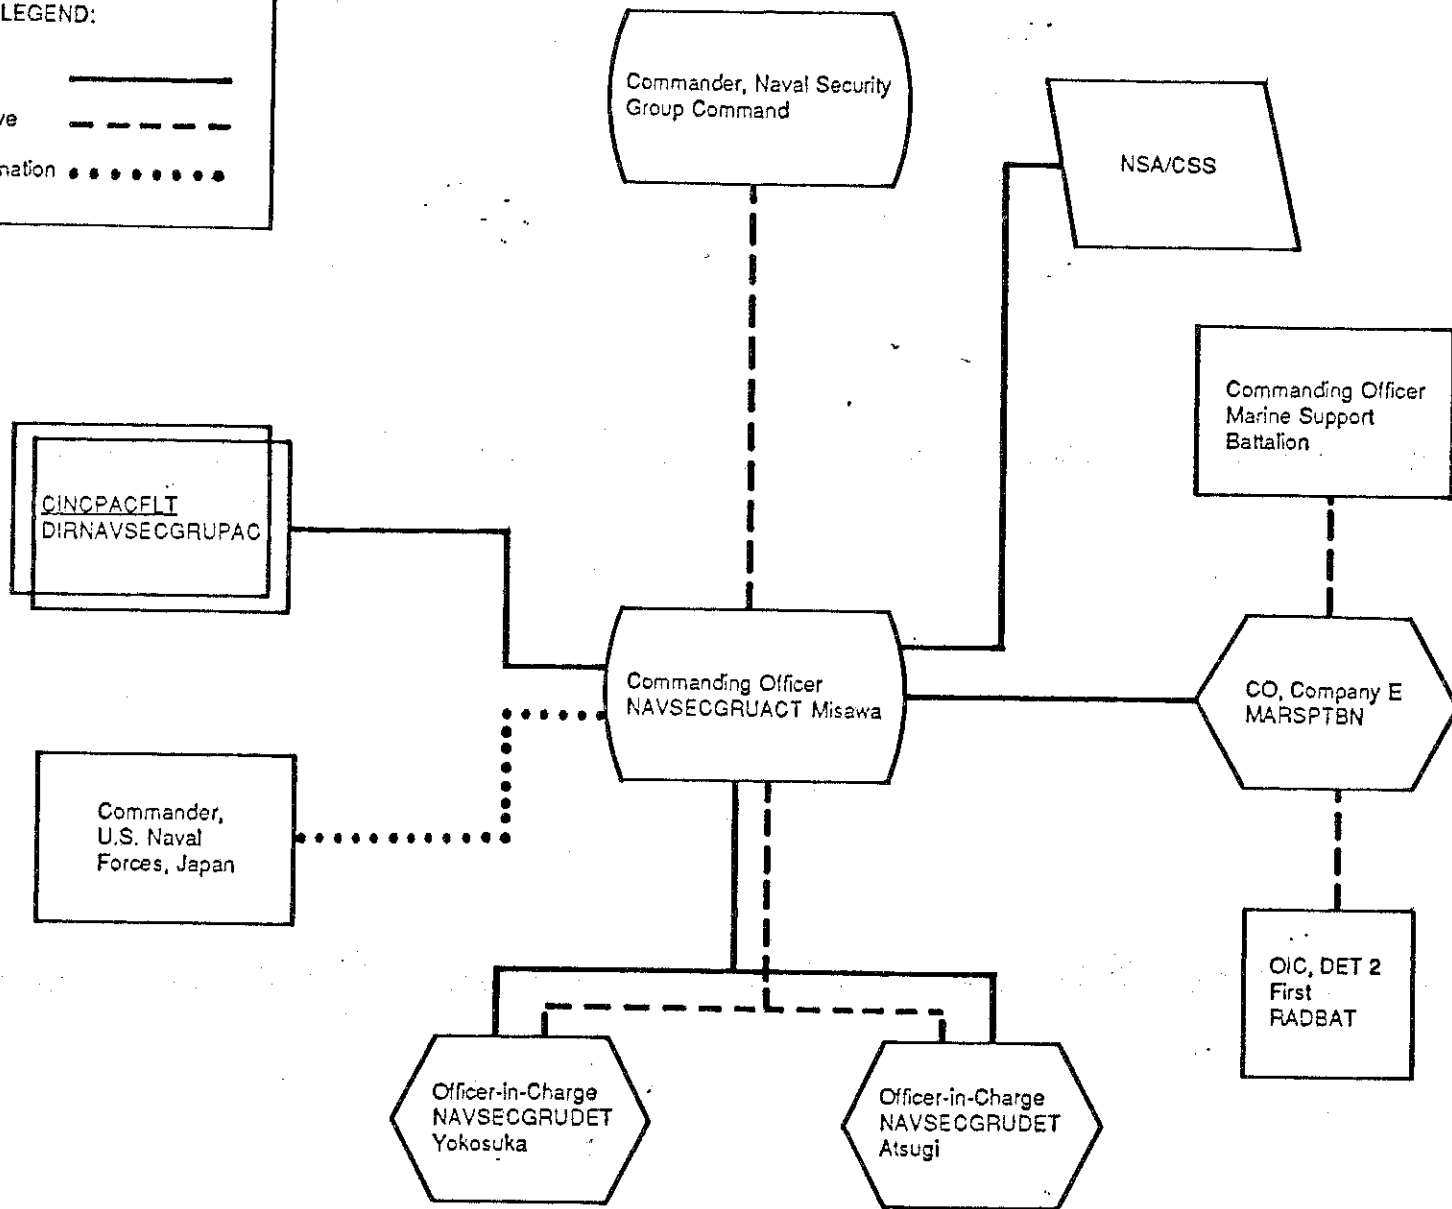 LEGEND:
ve
nation
Commander, Naval Security
Group Command
NSA/CSS
Commanding Officer
Marine Support
Battalion
CINCPACFLT
DIRNAVSECGRUPAC
Commanding Officer
NAVSECGRUACT Misawa
CO, Company E
MARSPTBN
Commander,
U.S. Naval
Forces, Japan
OIC, DET 2
First
RADBAT
Officer-in-Charge
NAVSECGRUDET
Yokosuka
Officer-in-Charge
NAVSECGRUDET
Atsugi